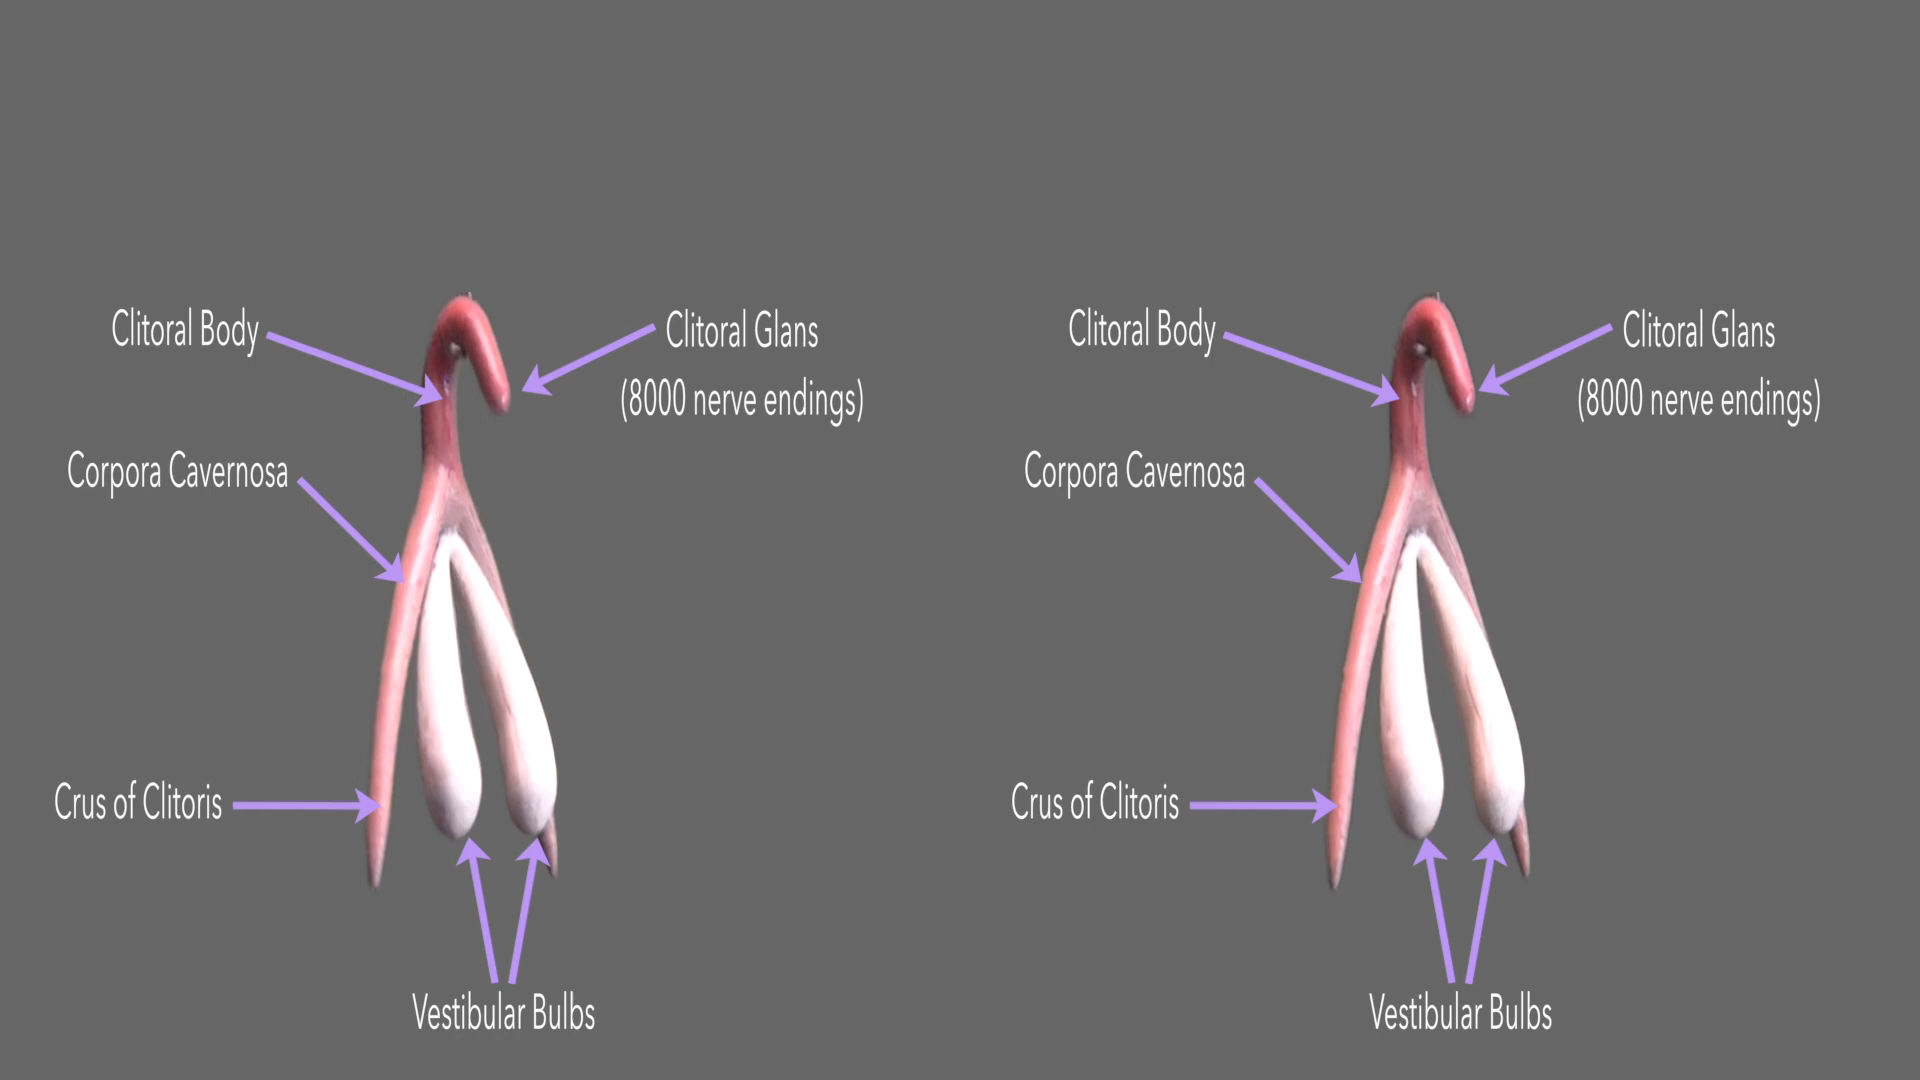 Clitoral Body
Clitoral Glans
(8000 nerve endings)
Corpora Cavernosa
Crus of Clitoris
Vestibular Bulbs
Clitoral Body
Clitoral Glans
(8000 nerve endings)
Corpora Cavernosa
Crus of Clitoris
Vestibular Bulbs